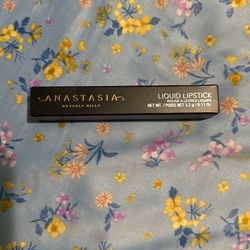 ANASTASIA
BEVERLY HILLS
LIQUID LIPSTICK
ROUGE À LÈVRES LIQUIDE
NET WT. / POIDS NET 3.2 g / 0.11 Oz